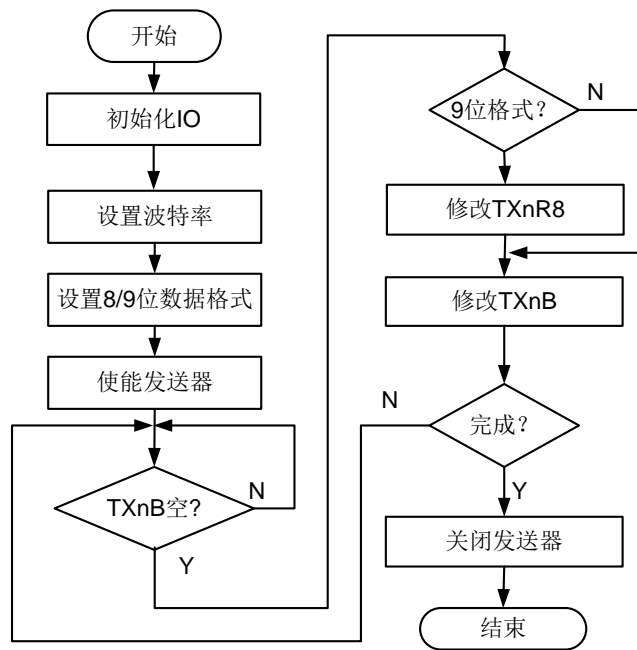 开始
初始化IO
设置波特率
设置8/9位数据格式
使能发送器
TXnB空?
N
Y
9位格式?
N
修改TXnR8
修改TXnB
N
完成?
Y
关闭发送器
结束